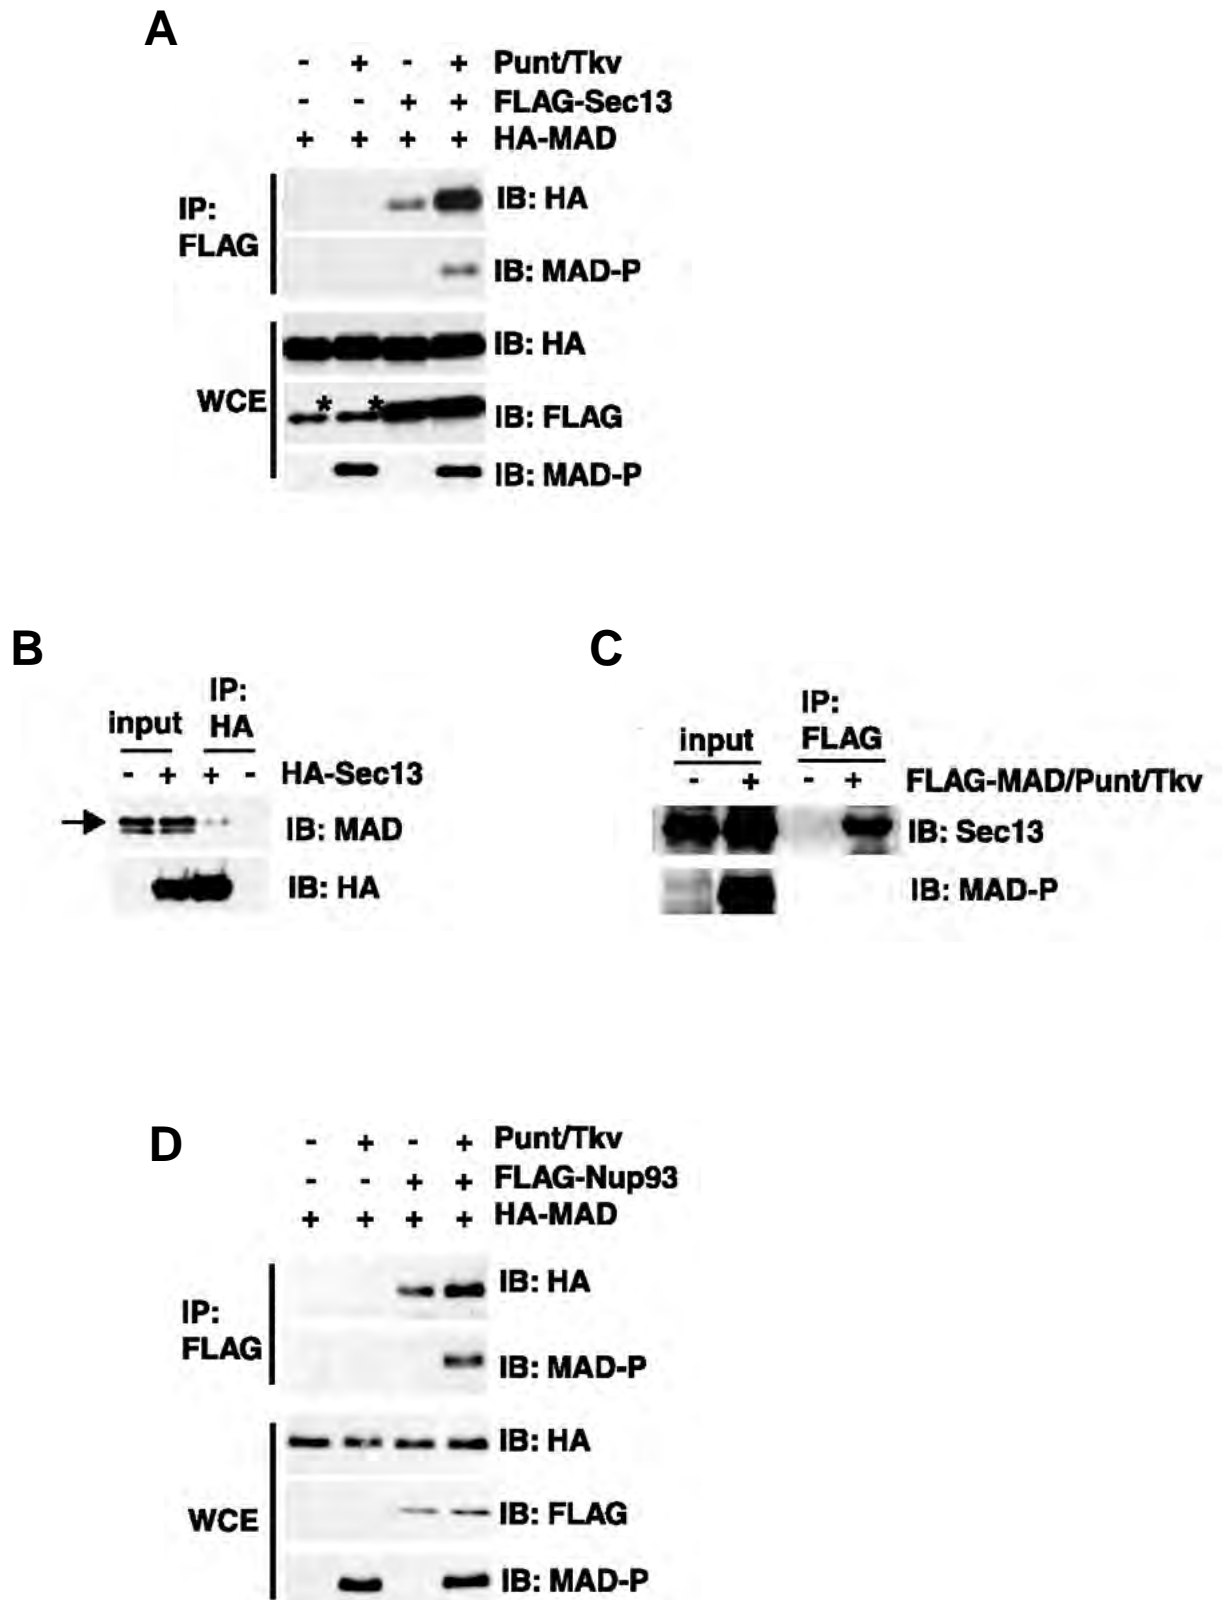 A
- + - + Punt/Tkv
- - + + FLAG-Sec13
+ + + + HA-MAD
IP:
FLAG
IB: HA
IB: MAD-P
WCE
IB: HA
* *
IB: FLAG
IB: MAD-P
B
input
IP:
HA
- + + - HA-Sec13
IB: MAD
IB: HA
C
input
IP:
FLAG
- + - + FLAG-MAD/Punt/Tkv
IB: Sec13
IB: MAD-P
D
- + - + Punt/Tkv
- - + + FLAG-Nup93
+ + + + HA-MAD
IP:
FLAG
IB: HA
IB: MAD-P
WCE
IB: HA
IB: FLAG
IB: MAD-P